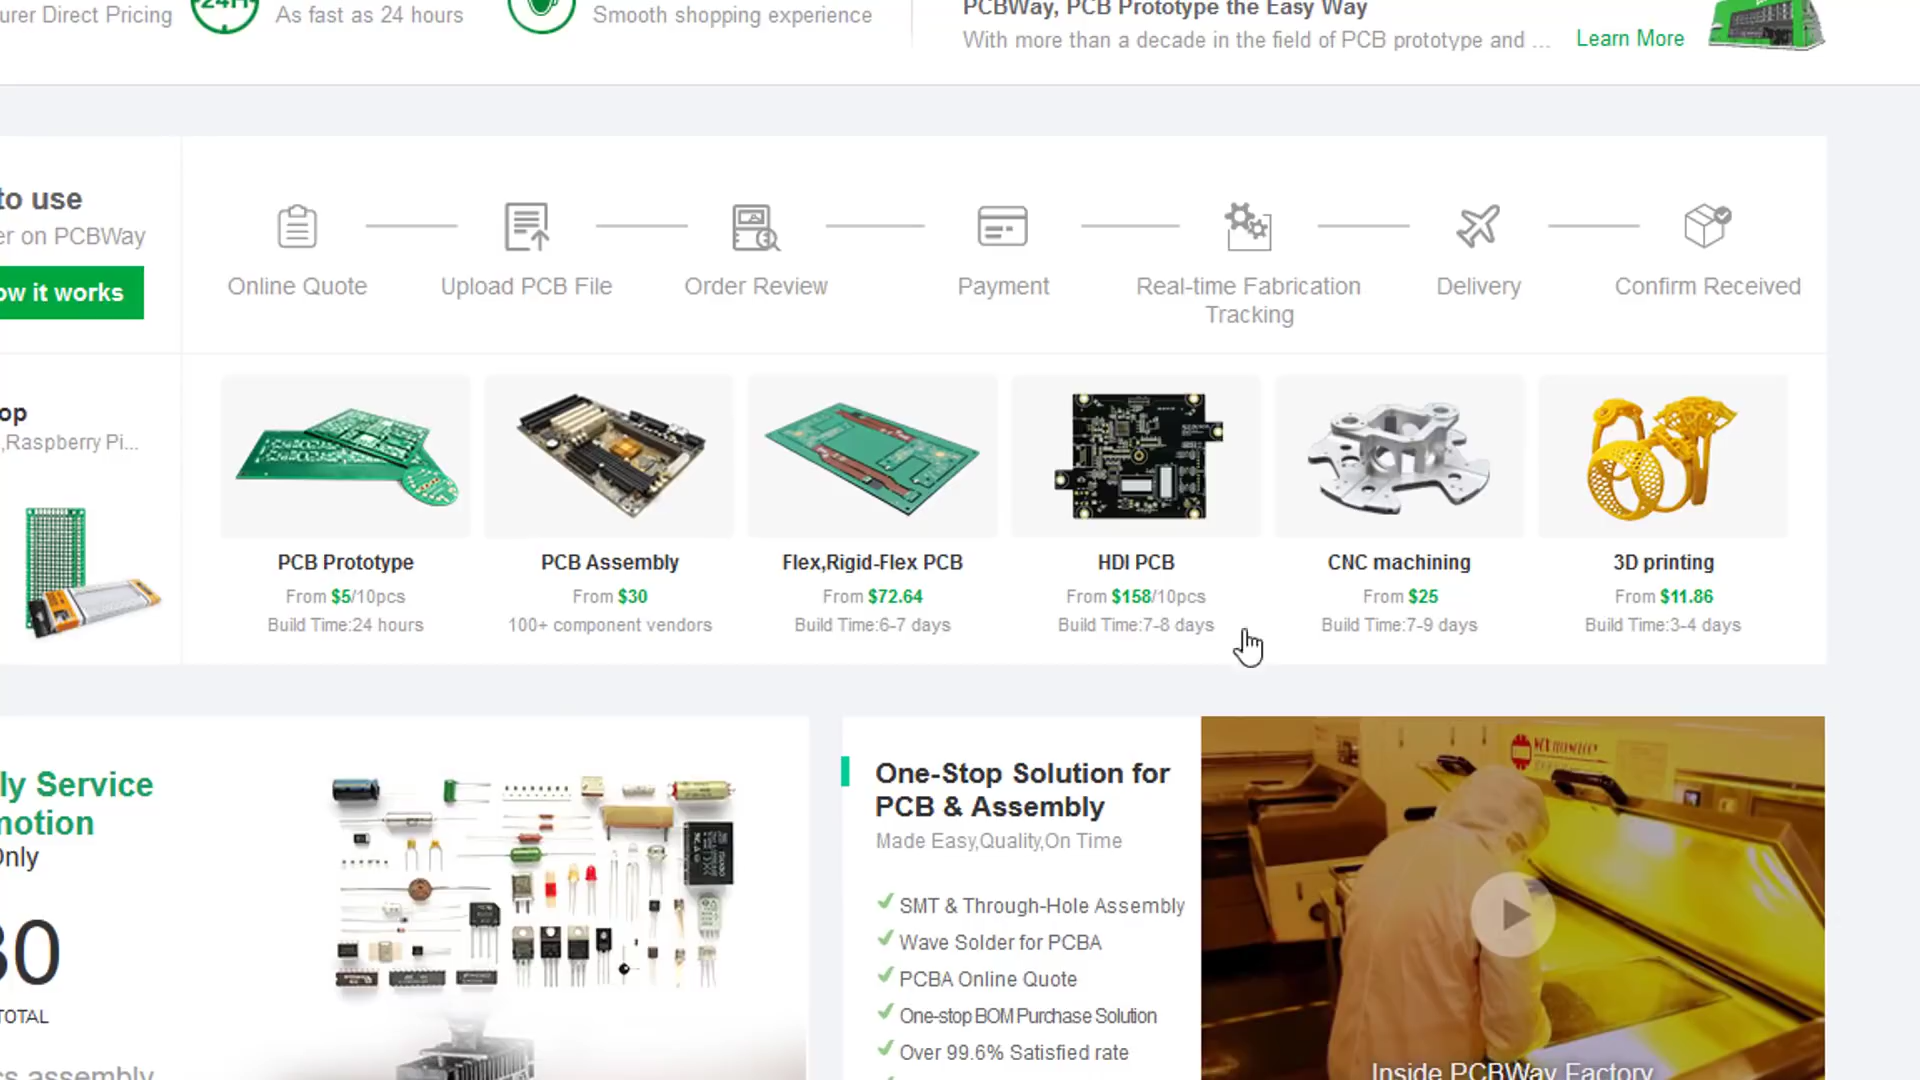 urer Direct Pricing
24H
As fast as 24 hours
Smooth shopping experience
PCBWay, PCB Prototype the Easy Way
With more than a decade in the field of PCB prototype and ...
Learn More
to use
er on PCBWay
ow it works
Online Quote
Upload PCB File
Order Review
Payment
Real-time Fabrication
Tracking
Delivery
Confirm Received
op
,Raspberry Pi...
PCB Prototype
From $5/10pcs
Build Time:24 hours
PCB Assembly
From $30
100+ component vendors
Flex,Rigid-Flex PCB
From $72.64
Build Time:6-7 days
HDI PCB
From $158/10pcs
Build Time:7-8 days
CNC machining
From $25
Build Time:7-9 days
3D printing
From $11.86
Build Time:3-4 days
ly Service
motion
Only
30
TOTAL
cs assembly
One-Stop Solution for
PCB & Assembly
Made Easy,Quality,On Time
SMT & Through-Hole Assembly
Wave Solder for PCBA
PCBA Online Quote
One-stop BOM Purchase Solution
Over 99.6% Satisfied rate
Inside PCBWay Factory